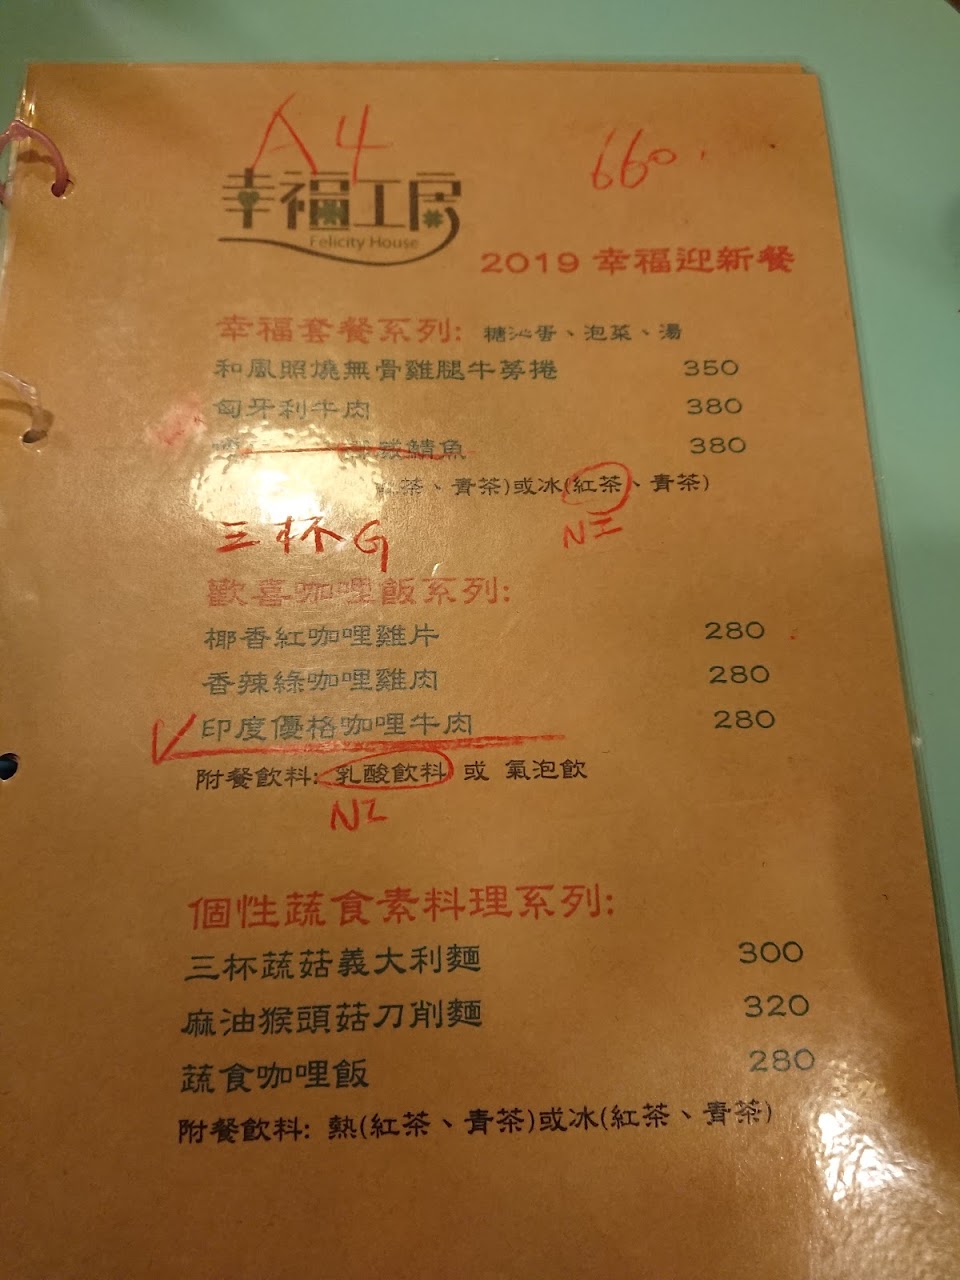 A4
660
幸福工房
Felicity House
2019 幸福迎新餐
幸福套餐系列: 糖沁蛋、泡菜、湯
和風照燒無骨雞腿牛蒡捲 350
匈牙利牛肉 380
鯖魚 380
紅茶、青茶)或冰(紅茶、青茶)
三杯G
歡喜咖哩飯系列:
椰香紅咖哩雞片 280
香辣綠咖哩雞肉 280
印度優格咖哩牛肉 280
附餐飲料: 乳酸飲料 或 氣泡飲
個性蔬食素料理系列:
三杯蔬菇義大利麵 300
麻油猴頭菇刀削麵 320
蔬食咖哩飯 280
附餐飲料: 熱(紅茶、青茶)或冰(紅茶、青茶)